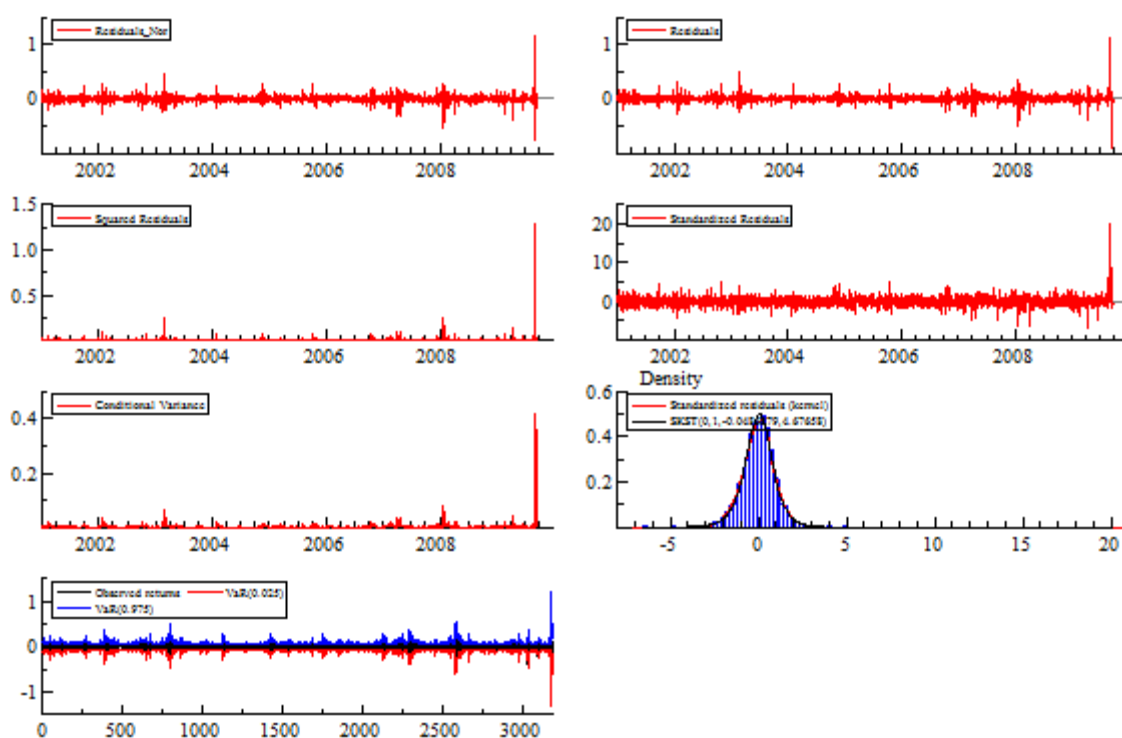 Residuals_Nor
1
0
2002 2004 2006 2008
Residuals
1
0
2002 2004 2006 2008
1.5
Squared Residuals
1.0
0.5
2002 2004 2006 2008
20
Standardized Residuals
10
0
2002 2004 2006 2008
Conditional Variance
0.4
0.2
2002 2004 2006 2008
Density
0.6
Standardized residuals (kernel)
0.4
0.2
-5 0 5 10 15 20
Observed returns VaR(0.025)
VaR(0.975)
1
0
-1
0 500 1000 1500 2000 2500 3000